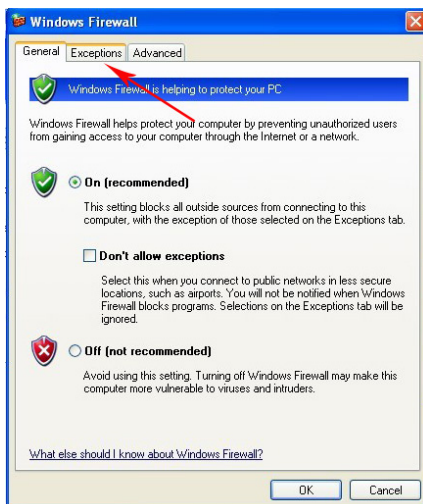 Windows Firewall
General Exceptions Advanced
Windows Firewall is helping to protect your PC
Windows Firewall helps protect your computer by preventing unauthorized users
from gaining access to your computer through the Internet or a network.
On (recommended)
This setting blocks all outside sources from connecting to this
computer, with the exception of those selected on the Exceptions tab.
Don't allow exceptions
Select this when you connect to public networks in less secure
locations, such as airports. You will not be notified when Windows
Firewall blocks programs. Selections on the Exceptions tab will be
ignored.
Off (not recommended)
Avoid using this setting. Turning off Windows Firewall may make this
computer more vulnerable to viruses and intruders.
What else should I know about Windows Firewall?
OK Cancel